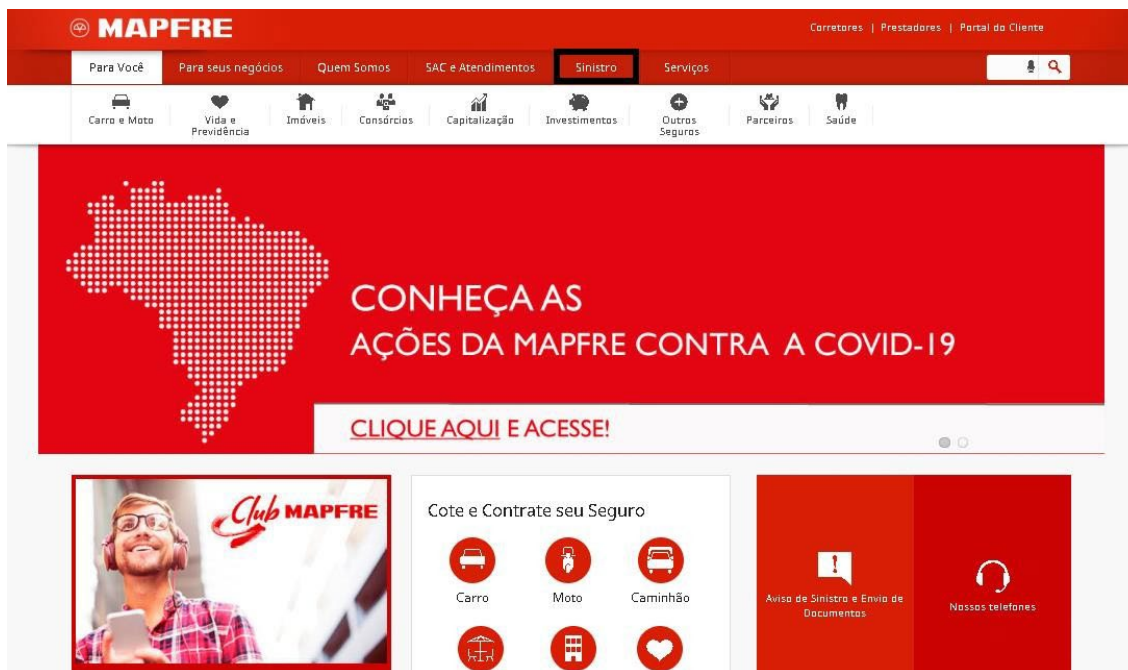 MAPFRE
Corretores | Prestadores | Portal do Cliente
Para Você Para seus negócios Quem Somos SAC e Atendimentos Sinistro Serviços
Carro e Moto
Vida e
Previdência
Imóveis
Consórcios
Capitalização
Investimentos
Outros
Seguros
Parceiros
Saúde
CONHEÇA AS
AÇÕES DA MAPFRE CONTRA A COVID-19
CLIQUE AQUI E ACESSE!
Club MAPFRE
Cote e Contrate seu Seguro
Carro Moto Caminhão
Aviso de Sinistro e Envio de
Documentos
Nossos telefones